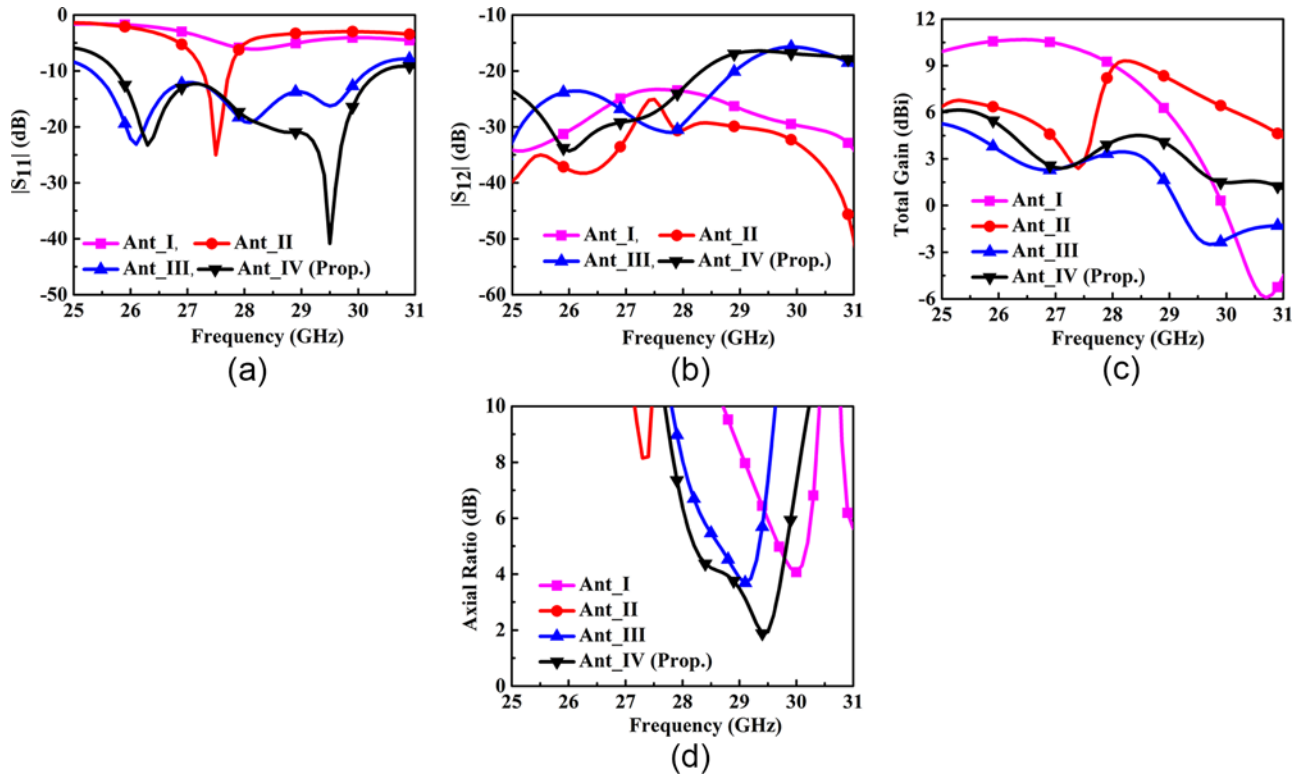 |S11| (dB)
0
-10
-20
-30
-40
-50
Ant_I, Ant_II
Ant_III, Ant_IV (Prop.)
25 26 27 28 29 30 31
Frequency (GHz)
(a)
|S12| (dB)
0
-10
-20
-30
-40
-50
-60
Ant_I, Ant_II
Ant_III, Ant_IV (Prop.)
25 26 27 28 29 30 31
Frequency (GHz)
(b)
Total Gain (dBi)
12
9
6
3
0
-3
-6
Ant_I
Ant_II
Ant_III
Ant_IV (Prop.)
25 26 27 28 29 30 31
Frequency (GHz)
(c)
Axial Ratio (dB)
10
8
6
4
2
0
Ant_I
Ant_II
Ant_III
Ant_IV (Prop.)
25 26 27 28 29 30 31
Frequency (GHz)
(d)